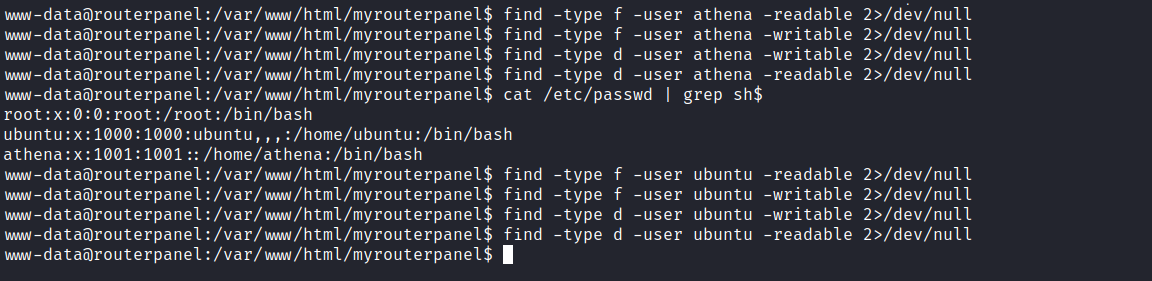 www-data@routerpanel:/var/www/html/myrouterpanel$ find -type f -user athena -readable 2>/dev/null
www-data@routerpanel:/var/www/html/myrouterpanel$ find -type f -user athena -writable 2>/dev/null
www-data@routerpanel:/var/www/html/myrouterpanel$ find -type d -user athena -writable 2>/dev/null
www-data@routerpanel:/var/www/html/myrouterpanel$ find -type d -user athena -readable 2>/dev/null
www-data@routerpanel:/var/www/html/myrouterpanel$ cat /etc/passwd | grep sh$
root:x:0:0:root:/root:/bin/bash
ubuntu:x:1000:1000:ubuntu,,,:/home/ubuntu:/bin/bash
athena:x:1001:1001::/home/athena:/bin/bash
www-data@routerpanel:/var/www/html/myrouterpanel$ find -type f -user ubuntu -readable 2>/dev/null
www-data@routerpanel:/var/www/html/myrouterpanel$ find -type f -user ubuntu -writable 2>/dev/null
www-data@routerpanel:/var/www/html/myrouterpanel$ find -type d -user ubuntu -writable 2>/dev/null
www-data@routerpanel:/var/www/html/myrouterpanel$ find -type d -user ubuntu -readable 2>/dev/null
www-data@routerpanel:/var/www/html/myrouterpanel$